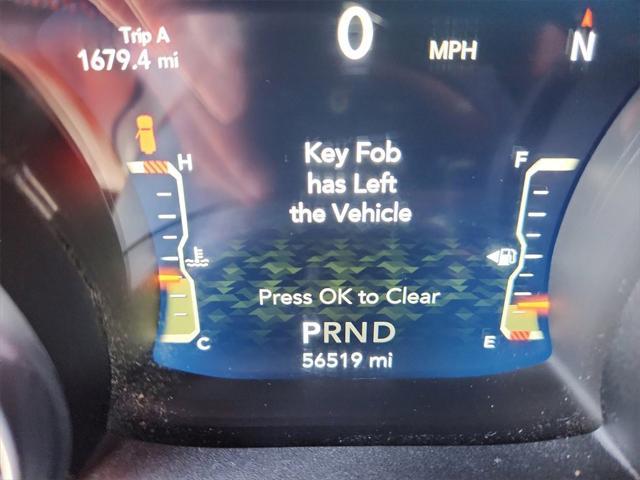 Trip A
0
MPH
N
1679.4 mi
H
F
Key Fob
has Left
the Vehicle
Press OK to Clear
C
PRND
E
56519 mi